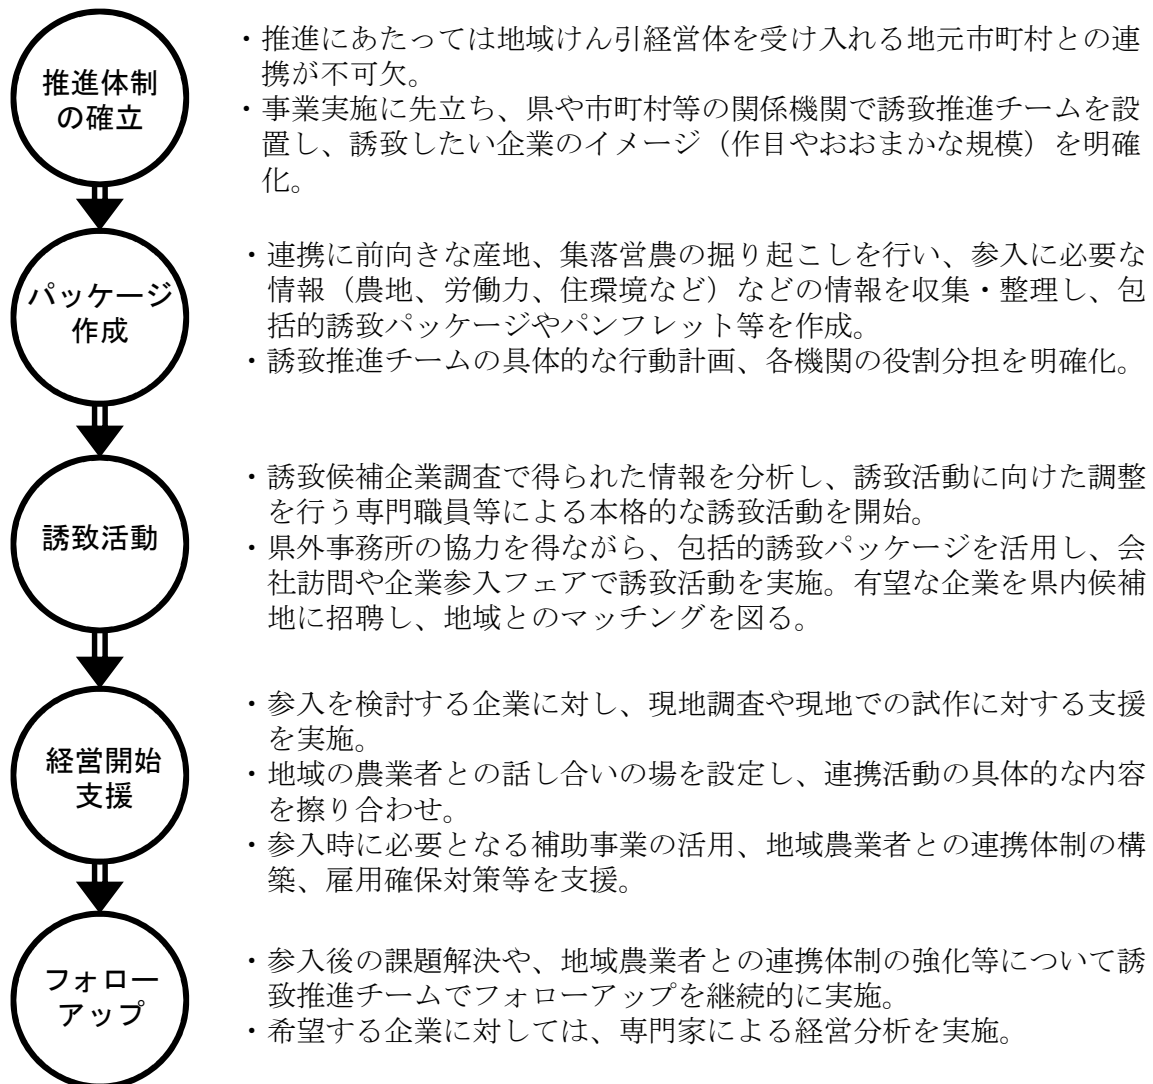 推進体制
の確立
・推進にあたっては地域けん引経営体を受け入れる地元市町村との連
携が不可欠。
・事業実施に先立ち、県や市町村等の関係機関で誘致推進チームを設
置し、誘致したい企業のイメージ（作目やおおまかな規模）を明確
化。
パッケージ
作成
・連携に前向きな産地、集落営農の掘り起こしを行い、参入に必要な
情報（農地、労働力、住環境など）などの情報を収集・整理し、包
括的誘致パッケージやパンフレット等を作成。
・誘致推進チームの具体的な行動計画、各機関の役割分担を明確化。
誘致活動
・誘致候補企業調査で得られた情報を分析し、誘致活動に向けた調整
を行う専門職員等による本格的な誘致活動を開始。
・県外事務所の協力を得ながら、包括的誘致パッケージを活用し、会
社訪問や企業参入フェアで誘致活動を実施。有望な企業を県内候補
地に招聘し、地域とのマッチングを図る。
経営開始
支援
・参入を検討する企業に対し、現地調査や現地での試作に対する支援
を実施。
・地域の農業者との話し合いの場を設定し、連携活動の具体的な内容
を擦り合わせ。
・参入時に必要となる補助事業の活用、地域農業者との連携体制の構
築、雇用確保対策等を支援。
フォロー
アップ
・参入後の課題解決や、地域農業者との連携体制の強化等について誘
致推進チームでフォローアップを継続的に実施。
・希望する企業に対しては、専門家による経営分析を実施。